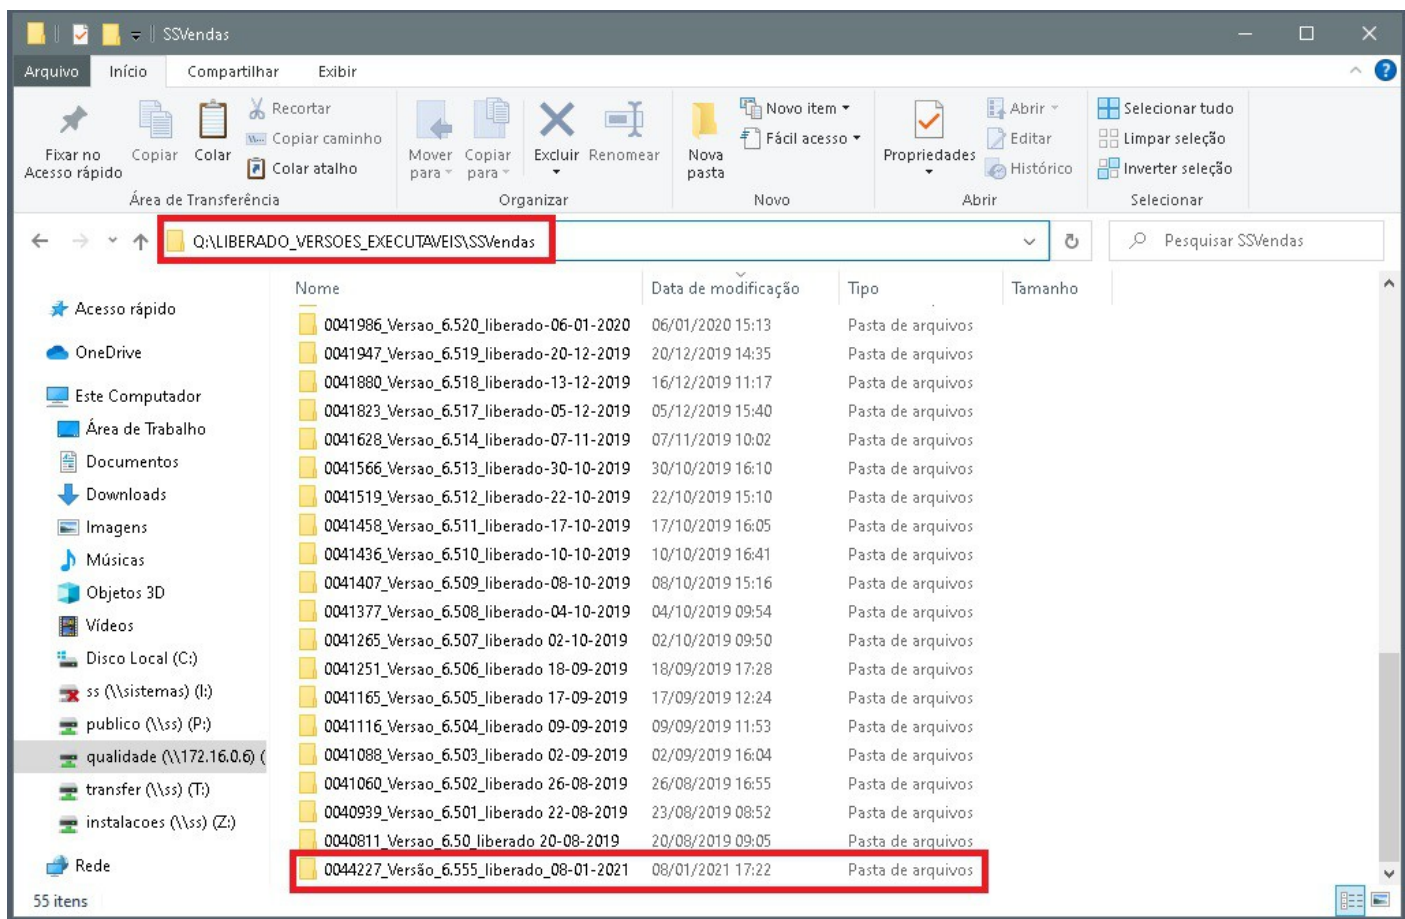 SSVendas
Arquivo Início Compartilhar Exibir
Fixar no Acesso rápido
Copiar
Colar
Recortar
Copiar caminho
Colar atalho
Área de Transferência
Mover para
Copiar para
Excluir
Renomear
Organizar
Nova pasta
Novo item
Fácil acesso
Novo
Propriedades
Abrir
Editar
Histórico
Abrir
Selecionar tudo
Limpar seleção
Inverter seleção
Selecionar
Q:\LIBERADO_VERSOES_EXECUTAVEIS\SSVendas
Pesquisar SSVendas
Acesso rápido
OneDrive
Este Computador
Área de Trabalho
Documentos
Downloads
Imagens
Músicas
Objetos 3D
Vídeos
Disco Local (C:)
ss (\\sistemas) (I:)
publico (\\ss) (P:)
qualidade (\\172.16.0.6) (
transfer (\\ss) (T:)
instalacoes (\\ss) (Z:)
Rede
Nome Data de modificação Tipo Tamanho
0041986_Versao_6.520_liberado-06-01-2020 06/01/2020 15:13 Pasta de arquivos
0041947_Versao_6.519_liberado-20-12-2019 20/12/2019 14:35 Pasta de arquivos
0041880_Versao_6.518_liberado-13-12-2019 16/12/2019 11:17 Pasta de arquivos
0041823_Versao_6.517_liberado-05-12-2019 05/12/2019 15:40 Pasta de arquivos
0041628_Versao_6.514_liberado-07-11-2019 07/11/2019 10:02 Pasta de arquivos
0041566_Versao_6.513_liberado-30-10-2019 30/10/2019 16:10 Pasta de arquivos
0041519_Versao_6.512_liberado-22-10-2019 22/10/2019 15:10 Pasta de arquivos
0041458_Versao_6.511_liberado-17-10-2019 17/10/2019 16:05 Pasta de arquivos
0041436_Versao_6.510_liberado-10-10-2019 10/10/2019 16:41 Pasta de arquivos
0041407_Versao_6.509_liberado-08-10-2019 08/10/2019 15:16 Pasta de arquivos
0041377_Versao_6.508_liberado-04-10-2019 04/10/2019 09:54 Pasta de arquivos
0041265_Versao_6.507_liberado 02-10-2019 02/10/2019 09:50 Pasta de arquivos
0041251_Versao_6.506_liberado 18-09-2019 18/09/2019 17:28 Pasta de arquivos
0041165_Versao_6.505_liberado 17-09-2019 17/09/2019 12:24 Pasta de arquivos
0041116_Versao_6.504_liberado 09-09-2019 09/09/2019 11:53 Pasta de arquivos
0041088_Versao_6.503_liberado 02-09-2019 02/09/2019 16:04 Pasta de arquivos
0041060_Versao_6.502_liberado 26-08-2019 26/08/2019 16:55 Pasta de arquivos
0040939_Versao_6.501_liberado 22-08-2019 23/08/2019 08:52 Pasta de arquivos
0040811_Versao_6.50_liberado 20-08-2019 20/08/2019 09:05 Pasta de arquivos
0044227_Versão_6.555_liberado_08-01-2021 08/01/2021 17:22 Pasta de arquivos
55 itens